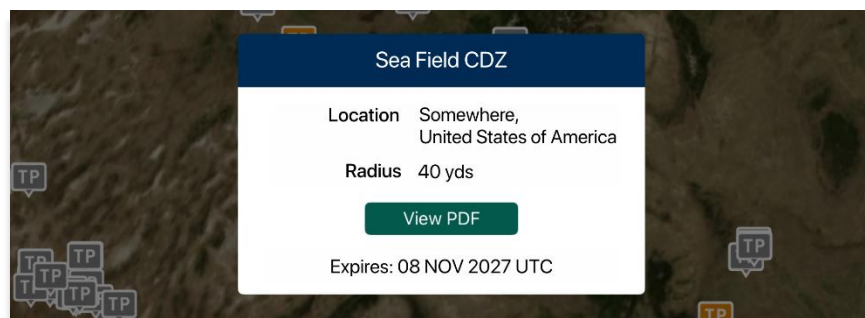 Sea Field CDZ
Location Somewhere,
United States of America
Radius 40 yds
View PDF
Expires: 08 NOV 2027 UTC
TP
TP
TP
TP
TP
TP
TP
TP